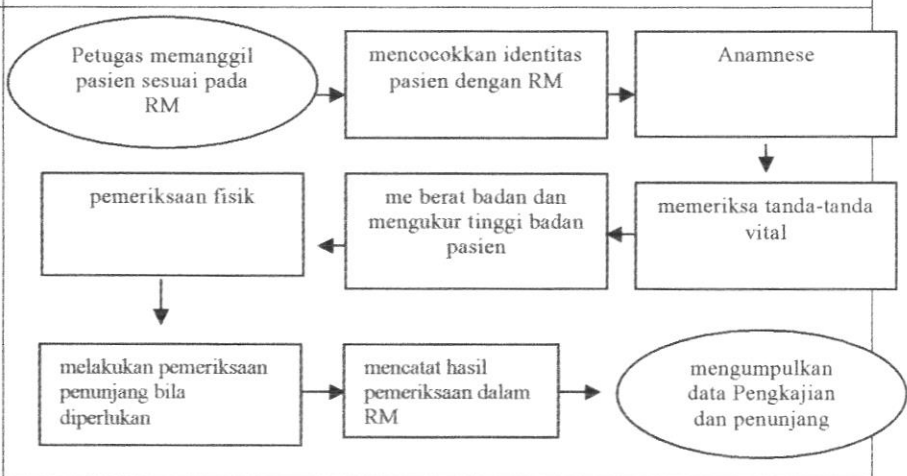 Petugas memanggil
pasien sesuai pada
RM
mencocokkan identitas
pasien dengan RM
Anamnese
memeriksa tanda-tanda
vital
me berat badan dan
mengukur tinggi badan
pasien
pemeriksaan fisik
melakukan pemeriksaan
penunjang bila
diperlukan
mencatat hasil
pemeriksaan dalam
RM
mengumpulkan
data Pengkajian
dan penunjang